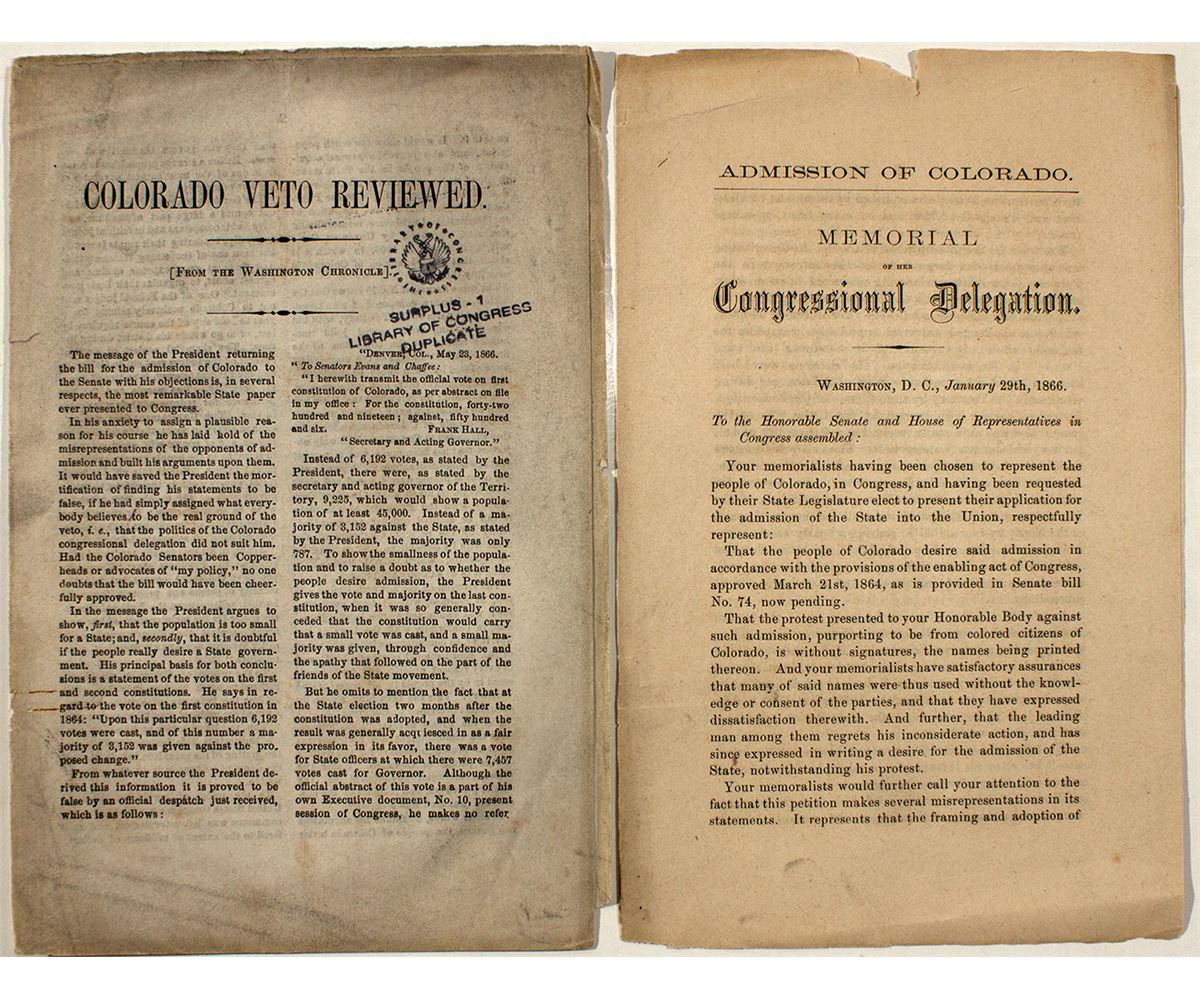 COLORADO VETO REVIEWED.
[FROM THE WASHINGTON CHRONICLE].
LIBRARY OF CONGRESS
SURPLUS - 1
LIBRARY OF CONGRESS
DUPLICATE
The message of the President returning
the bill for the admission of Colorado to
the Senate with his objections is, in several
respects, the most remarkable State paper
ever presented to Congress.
In his anxiety to assign a plausible rea-
son for his course he has laid hold of the
misrepresentations of the opponents of ad-
mission and built his arguments upon them.
It would have saved the President the mor-
tification of finding his statements to be
false, if he had simply assigned what every-
body believes to be the real ground of the
veto, i. e., that the politics of the Colorado
congressional delegation did not suit him.
Had the Colorado Senators been Copper-
heads or advocates of "my policy," no one
doubts that the bill would have been cheer-
fully approved.
In the message the President argues to
show, first, that the population is too small
for a State; and, secondly, that it is doubtful
if the people really desire a State govern-
ment. His principal basis for both conclu-
sions is a statement of the votes on the first
and second constitutions. He says in re-
gard to the vote on the first constitution in
1864: "Upon this particular question 6,192
votes were cast, and of this number a ma-
jority of 3,152 was given against the pro-
posed change."
From whatever source the President de-
rived this information it is proved to be
false by an official despatch just received,
which is as follows:
"DENVER, COL., May 23, 1866.
"To Senators Evans and Chaffee:
"I herewith transmit the official vote on first
constitution of Colorado, as per abstract on file
in my office: For the constitution, forty-two
hundred and nineteen; against, fifty hundred
and six. FRANK HALL,
"Secretary and Acting Governor."
Instead of 6,192 votes, as stated by the
President, there were, as stated by the
secretary and acting governor of the Terri-
tory, 9,225, which would show a popula-
tion of at least 45,000. Instead of a ma-
jority of 3,152 against the State, as stated
by the President, the majority was only
787. To show the smallness of the popula-
tion and to raise a doubt as to whether the
people desire admission, the President
gives the vote and majority on the last con-
stitution, when it was so generally con-
ceded that the constitution would carry
that a small vote was cast, and a small ma-
jority was given, through confidence and
the apathy that followed on the part of the
friends of the State movement.
But he omits to mention the fact that at
the State election two months after the
constitution was adopted, and when the
result was generally acqu iesced in as a fair
expression in its favor, there was a vote
for State officers at which there were 7,457
votes cast for Governor. Although the
official abstract of this vote is a part of his
own Executive document, No. 10, present
session of Congress, he makes no refer
ADMISSION OF COLORADO.
MEMORIAL
OF HER
Congressional Delegation.
WASHINGTON, D. C., January 29th, 1866.
To the Honorable Senate and House of Representatives in
Congress assembled:
Your memorialists having been chosen to represent the
people of Colorado, in Congress, and having been requested
by their State Legislature elect to present their application for
the admission of the State into the Union, respectfully
represent:
That the people of Colorado desire said admission in
accordance with the provisions of the enabling act of Congress,
approved March 21st, 1864, as is provided in Senate bill
No. 74, now pending.
That the protest presented to your Honorable Body against
such admission, purporting to be from colored citizens of
Colorado, is without signatures, the names being printed
thereon. And your memorialists have satisfactory assurances
that many of said names were thus used without the knowl-
edge or consent of the parties, and that they have expressed
dissatisfaction therewith. And further, that the leading
man among them regrets his inconsiderate action, and has
since expressed in writing a desire for the admission of the
State, notwithstanding his protest.
Your memoralists would further call your attention to the
fact that this petition makes several misrepresentations in its
statements. It represents that the framing and adoption of